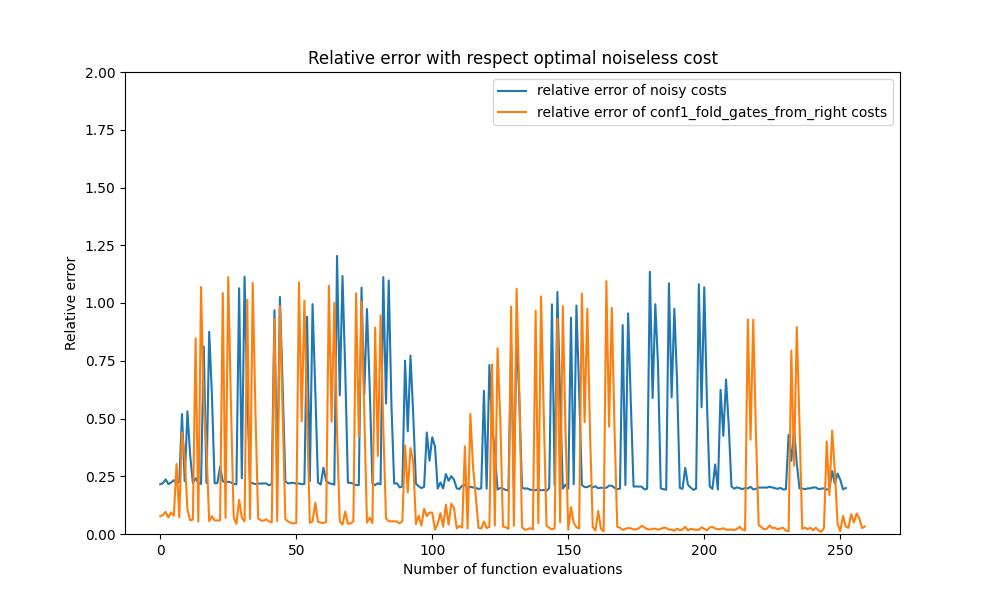 Relative error with respect optimal noiseless cost
2.00
1.75
1.50
1.25
1.00
0.75
0.50
0.25
0.00
Relative error
relative error of noisy costs
relative error of conf1_fold_gates_from_right costs
0 50 100 150 200 250
Number of function evaluations